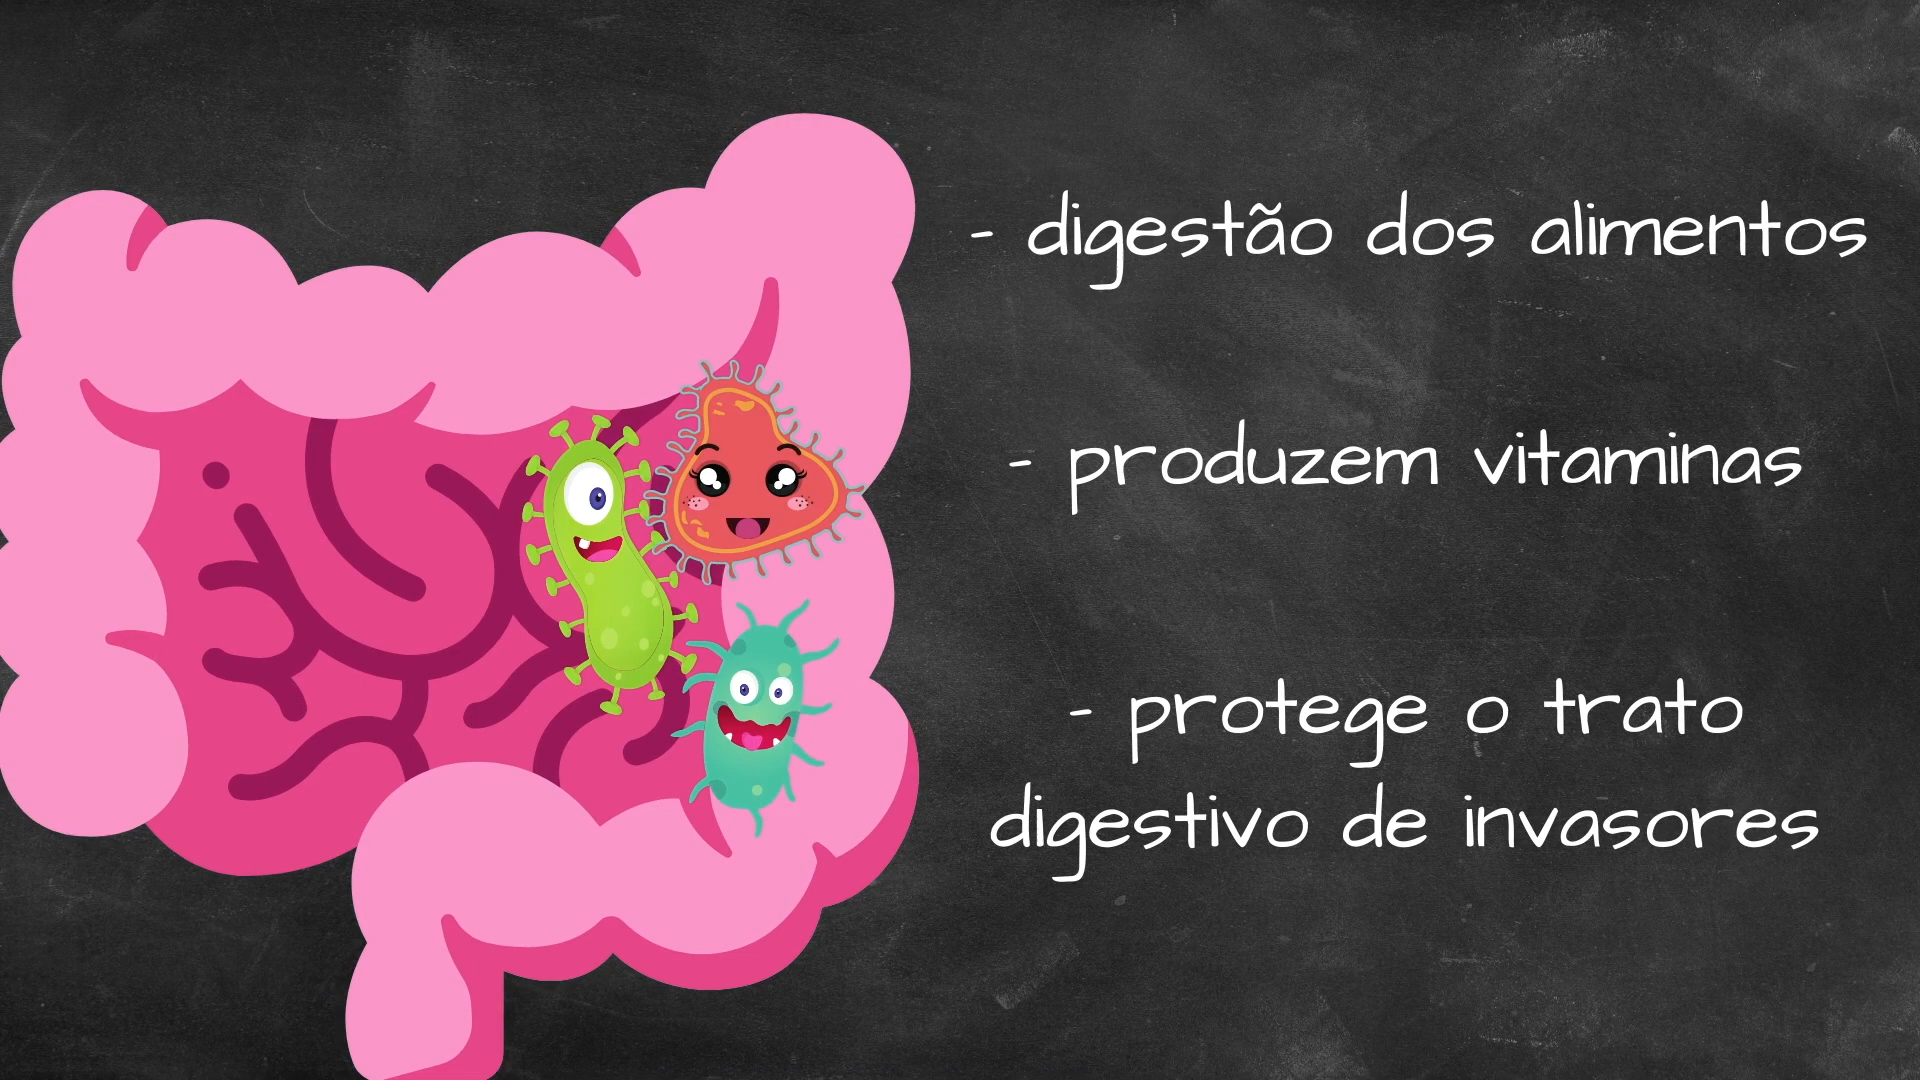 - digestão dos alimentos
- produzem vitaminas
- protege o trato
digestivo de invasores